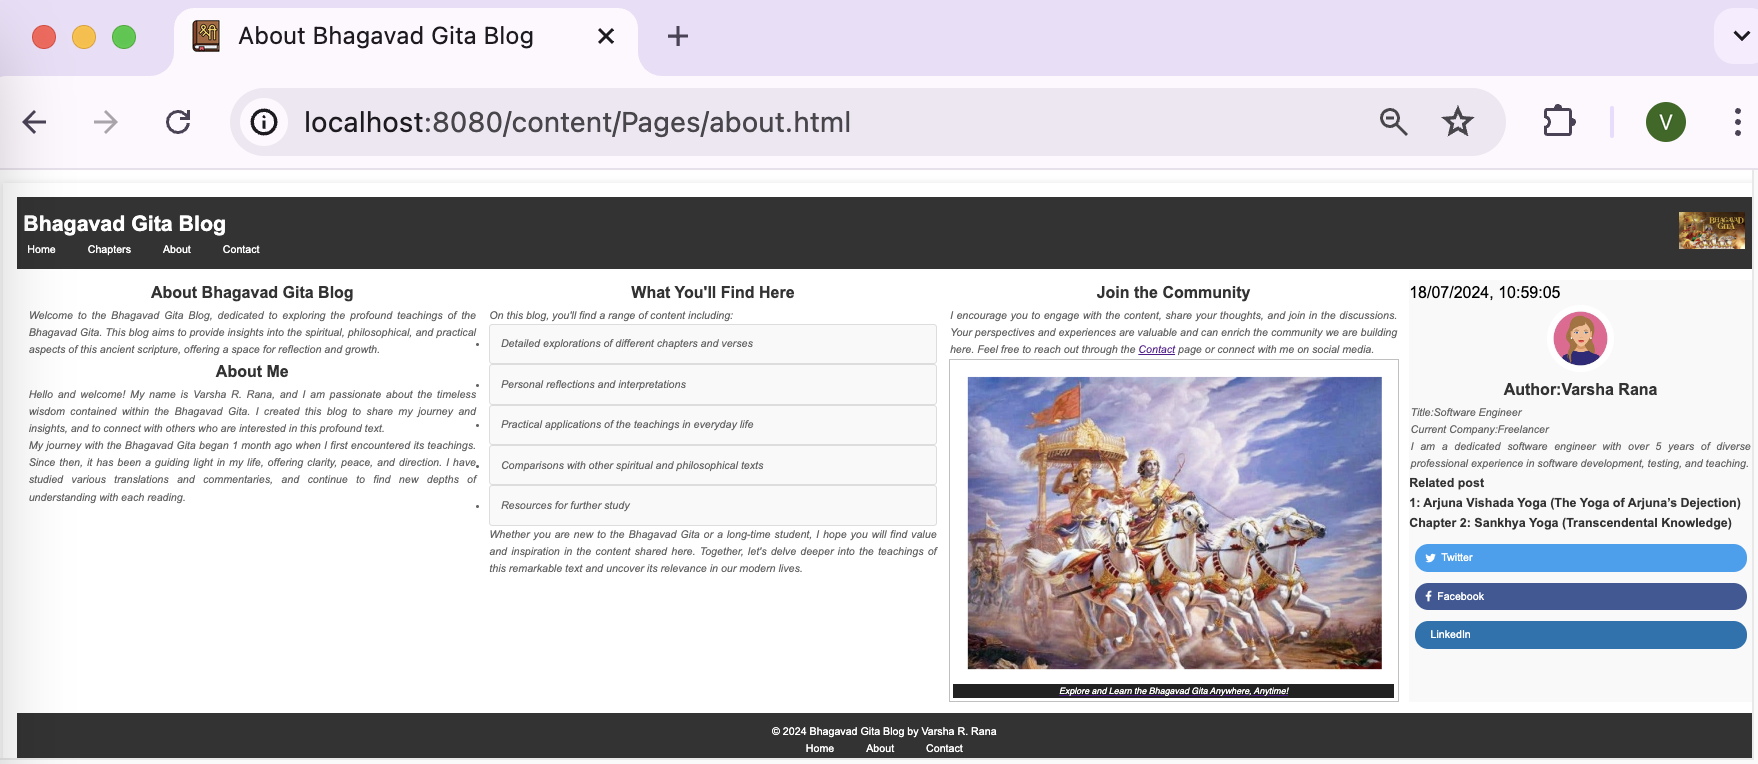 About Bhagavad Gita Blog
localhost:8080/content/Pages/about.html
V
Bhagavad Gita Blog
BHAGAVAD
GITA
Home Chapters About Contact
About Bhagavad Gita Blog
Welcome to the Bhagavad Gita Blog, dedicated to exploring the profound teachings of the
Bhagavad Gita. This blog aims to provide insights into the spiritual, philosophical, and practical
aspects of this ancient scripture, offering a space for reflection and growth.
About Me
Hello and welcome! My name is Varsha R. Rana, and I am passionate about the timeless
wisdom contained within the Bhagavad Gita. I created this blog to share my journey and
insights, and to connect with others who are interested in this profound text.
My journey with the Bhagavad Gita began 1 month ago when I first encountered its teachings.
Since then, it has been a guiding light in my life, offering clarity, peace, and direction. I have
studied various translations and commentaries, and continue to find new depths of
understanding with each reading.
What You'll Find Here
On this blog, you'll find a range of content including:
Detailed explorations of different chapters and verses
Personal reflections and interpretations
Practical applications of the teachings in everyday life
Comparisons with other spiritual and philosophical texts
Resources for further study
Whether you are new to the Bhagavad Gita or a long-time student, I hope you will find value
and inspiration in the content shared here. Together, let's delve deeper into the teachings of
this remarkable text and uncover its relevance in our modern lives.
Join the Community
I encourage you to engage with the content, share your thoughts, and join in the discussions.
Your perspectives and experiences are valuable and can enrich the community we are building
here. Feel free to reach out through the Contact page or connect with me on social media.
Explore and Learn the Bhagavad Gita Anywhere, Anytime!
18/07/2024, 10:59:05
Author:Varsha Rana
Title:Software Engineer
Current Company:Freelancer
I am a dedicated software engineer with over 5 years of diverse
professional experience in software development, testing, and teaching.
Related post
1: Arjuna Vishada Yoga (The Yoga of Arjuna’s Dejection)
Chapter 2: Sankhya Yoga (Transcendental Knowledge)
Twitter
Facebook
LinkedIn
© 2024 Bhagavad Gita Blog by Varsha R. Rana
Home About Contact